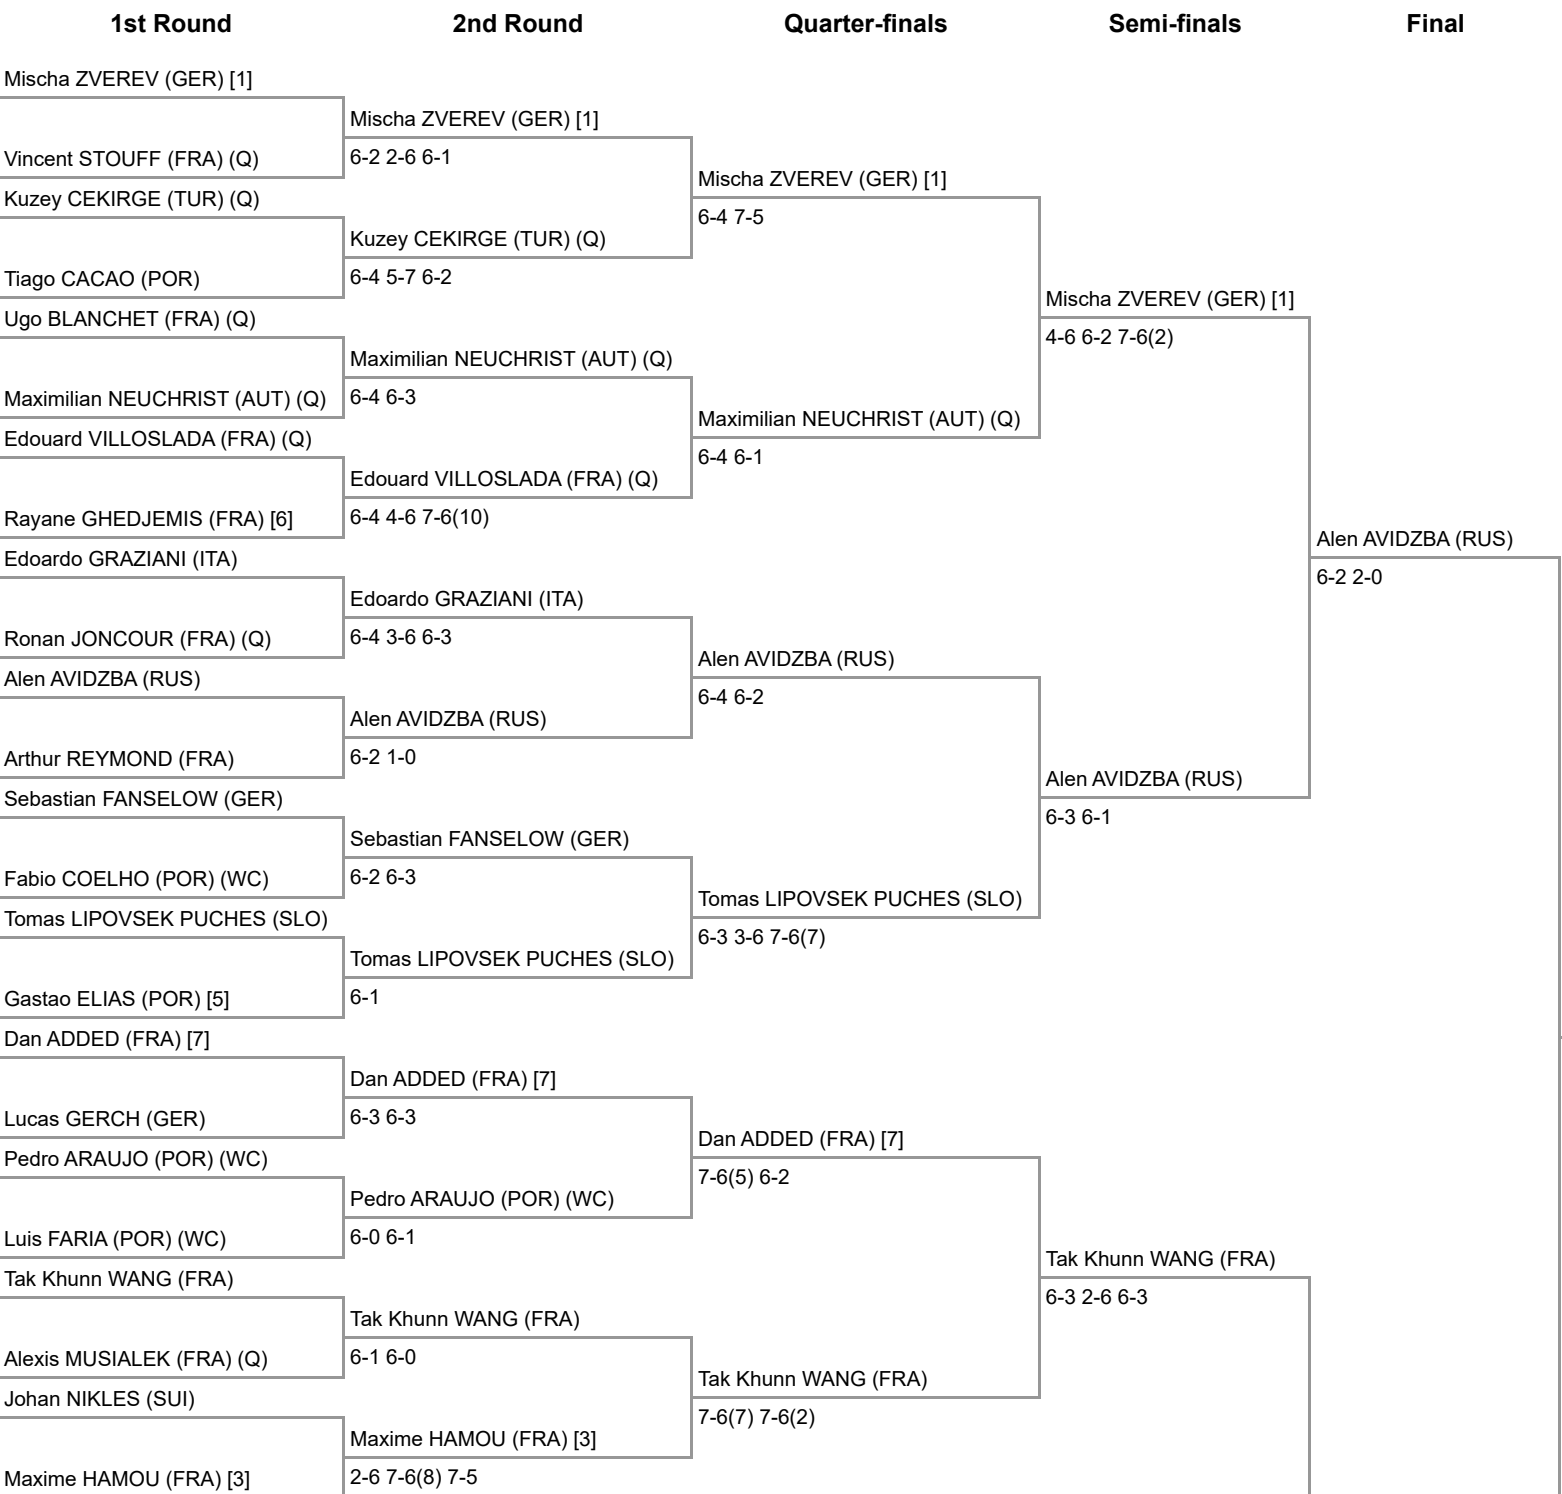 1st Round
2nd Round
Quarter-finals
Semi-finals
Final
Mischa ZVEREV (GER) [1]
Vincent STOUFF (FRA) (Q)
Kuzey CEKIRGE (TUR) (Q)
Tiago CACAO (POR)
Ugo BLANCHET (FRA) (Q)
Maximilian NEUCHRIST (AUT) (Q)
Edouard VILLOSLADA (FRA) (Q)
Rayane GHEDJEMIS (FRA) [6]
Edoardo GRAZIANI (ITA)
Ronan JONCOUR (FRA) (Q)
Alen AVIDZBA (RUS)
Arthur REYMOND (FRA)
Sebastian FANSELOW (GER)
Fabio COELHO (POR) (WC)
Tomas LIPOVSEK PUCHES (SLO)
Gastao ELIAS (POR) [5]
Dan ADDED (FRA) [7]
Lucas GERCH (GER)
Pedro ARAUJO (POR) (WC)
Luis FARIA (POR) (WC)
Tak Khunn WANG (FRA)
Alexis MUSIALEK (FRA) (Q)
Johan NIKLES (SUI)
Maxime HAMOU (FRA) [3]
Mischa ZVEREV (GER) [1]
6-2 2-6 6-1
Kuzey CEKIRGE (TUR) (Q)
6-4 5-7 6-2
Maximilian NEUCHRIST (AUT) (Q)
6-4 6-3
Edouard VILLOSLADA (FRA) (Q)
6-4 4-6 7-6(10)
Edoardo GRAZIANI (ITA)
6-4 3-6 6-3
Alen AVIDZBA (RUS)
6-2 1-0
Sebastian FANSELOW (GER)
6-2 6-3
Tomas LIPOVSEK PUCHES (SLO)
6-1
Dan ADDED (FRA) [7]
6-3 6-3
Pedro ARAUJO (POR) (WC)
6-0 6-1
Tak Khunn WANG (FRA)
6-1 6-0
Maxime HAMOU (FRA) [3]
2-6 7-6(8) 7-5
Mischa ZVEREV (GER) [1]
6-4 7-5
Maximilian NEUCHRIST (AUT) (Q)
6-4 6-1
Alen AVIDZBA (RUS)
6-4 6-2
Tomas LIPOVSEK PUCHES (SLO)
6-3 3-6 7-6(7)
Dan ADDED (FRA) [7]
7-6(5) 6-2
Tak Khunn WANG (FRA)
7-6(7) 7-6(2)
Mischa ZVEREV (GER) [1]
4-6 6-2 7-6(2)
Alen AVIDZBA (RUS)
6-3 6-1
Tak Khunn WANG (FRA)
6-3 2-6 6-3
Alen AVIDZBA (RUS)
6-2 2-0